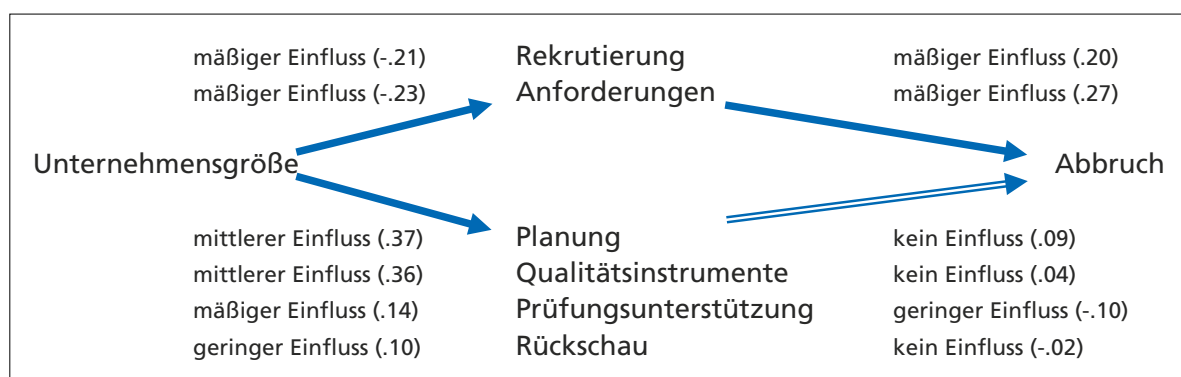 mäßiger Einfluss (-.21) Rekrutierung mäßiger Einfluss (.20)
mäßiger Einfluss (-.23) Anforderungen mäßiger Einfluss (.27)
Unternehmensgröße Abbruch
mittlerer Einfluss (.37) Planung kein Einfluss (.09)
mittlerer Einfluss (.36) Qualitätsinstrumente kein Einfluss (.04)
mäßiger Einfluss (.14) Prüfungsunterstützung geringer Einfluss (-.10)
geringer Einfluss (.10) Rückschau kein Einfluss (-.02)